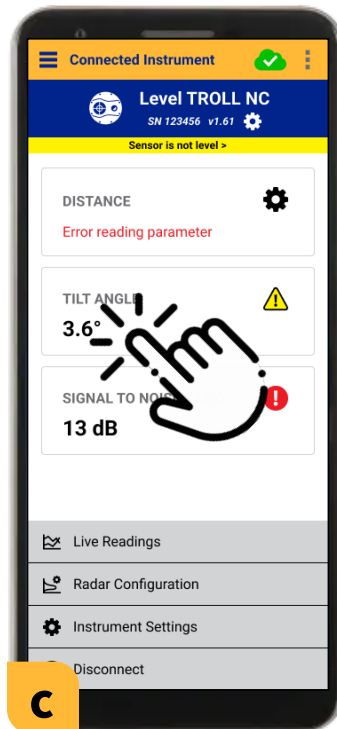 Connected Instrument
Level TROLL NC
SN 123456 v1.61
Sensor is not level >
DISTANCE
Error reading parameter
TILT ANGLE
3.6°
SIGNAL TO NOISE
13 dB
Live Readings
Radar Configuration
Instrument Settings
Disconnect
C